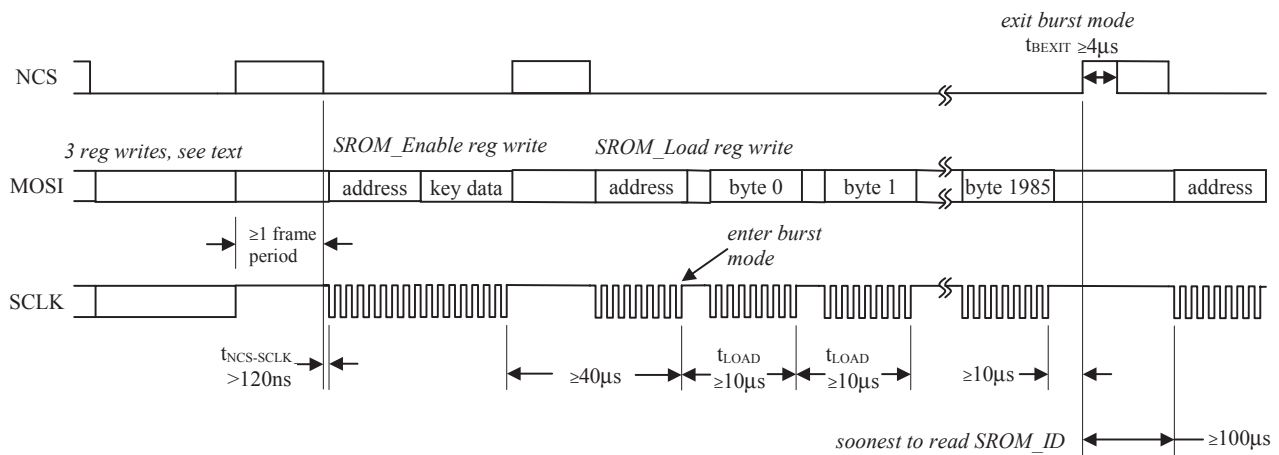 exit burst mode
tBEXIT ≥4μs
NCS
3 reg writes, see text
SROM_Enable reg write
SROM_Load reg write
MOSI
address
key data
address
byte 0
byte 1
byte 1985
address
≥1 frame
period
enter burst
mode
SCLK
tNCS-SCLK
>120ns
≥40μs
tLOAD
≥10μs
tLOAD
≥10μs
≥10μs
soonest to read SROM_ID
≥100μs